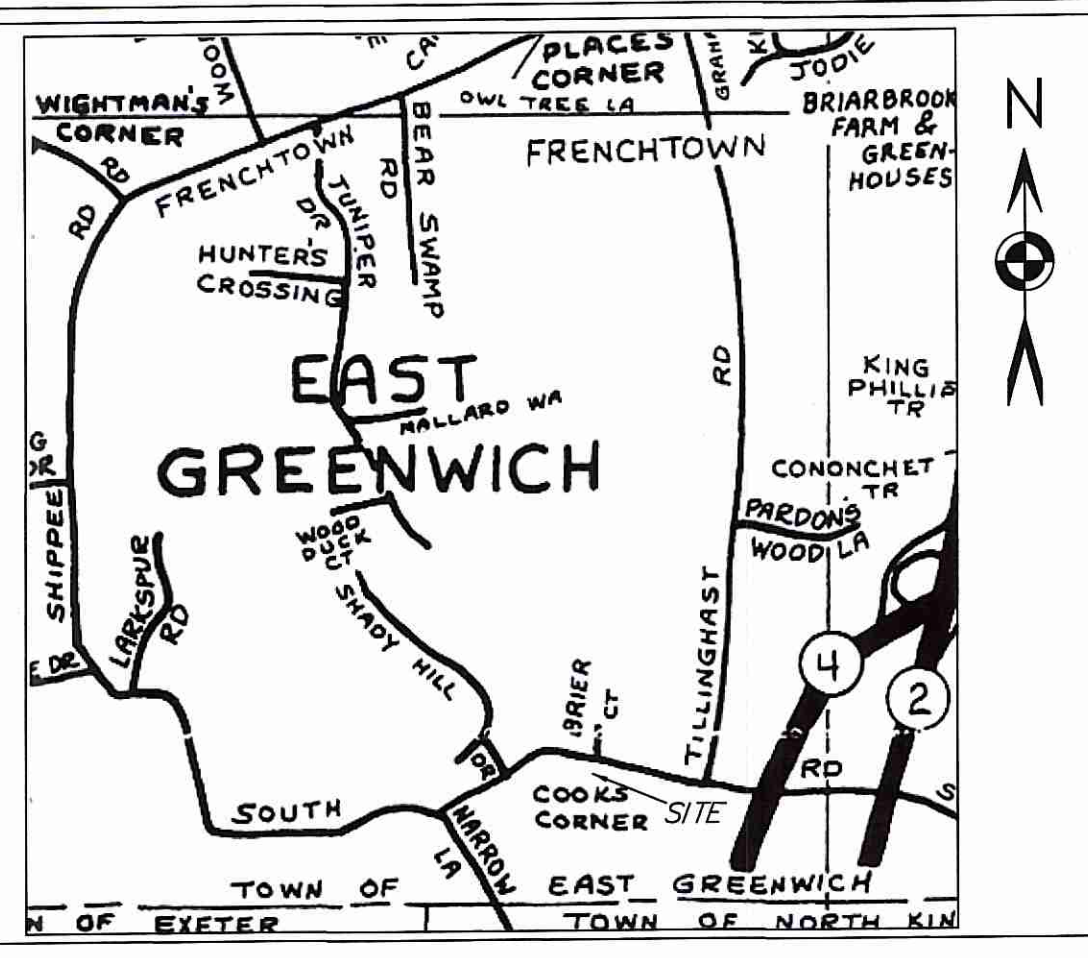 PLACES
CORNER
JODIE
WIGHTMAN'S
CORNER
OWL TREE LA
BRIARBROOK
FARM &
GREEN-
HOUSES
N
RD
FRENCHTOWN
RD
BEAR SWAMP
RD
FRENCHTOWN
JUNIPER
DR
HUNTER'S
CROSSING
EAST
GREENWICH
MALLARD WA
RD
KING
PHILLIP
TR
CONONCHET
TR
G
DR
SHIPPEE
PARDON'S
WOOD LA
WOOD
DUCK
CT
LARKSPUR
RD
SHADY HILL
DR
E DR
BRIER
CT
TILLINGHAST
4
2
RD
S
SOUTH
COOKS
CORNER
SITE
NARROW
LA
TOWN OF EAST GREENWICH
N OF EXETER
TOWN OF NORTH KIN